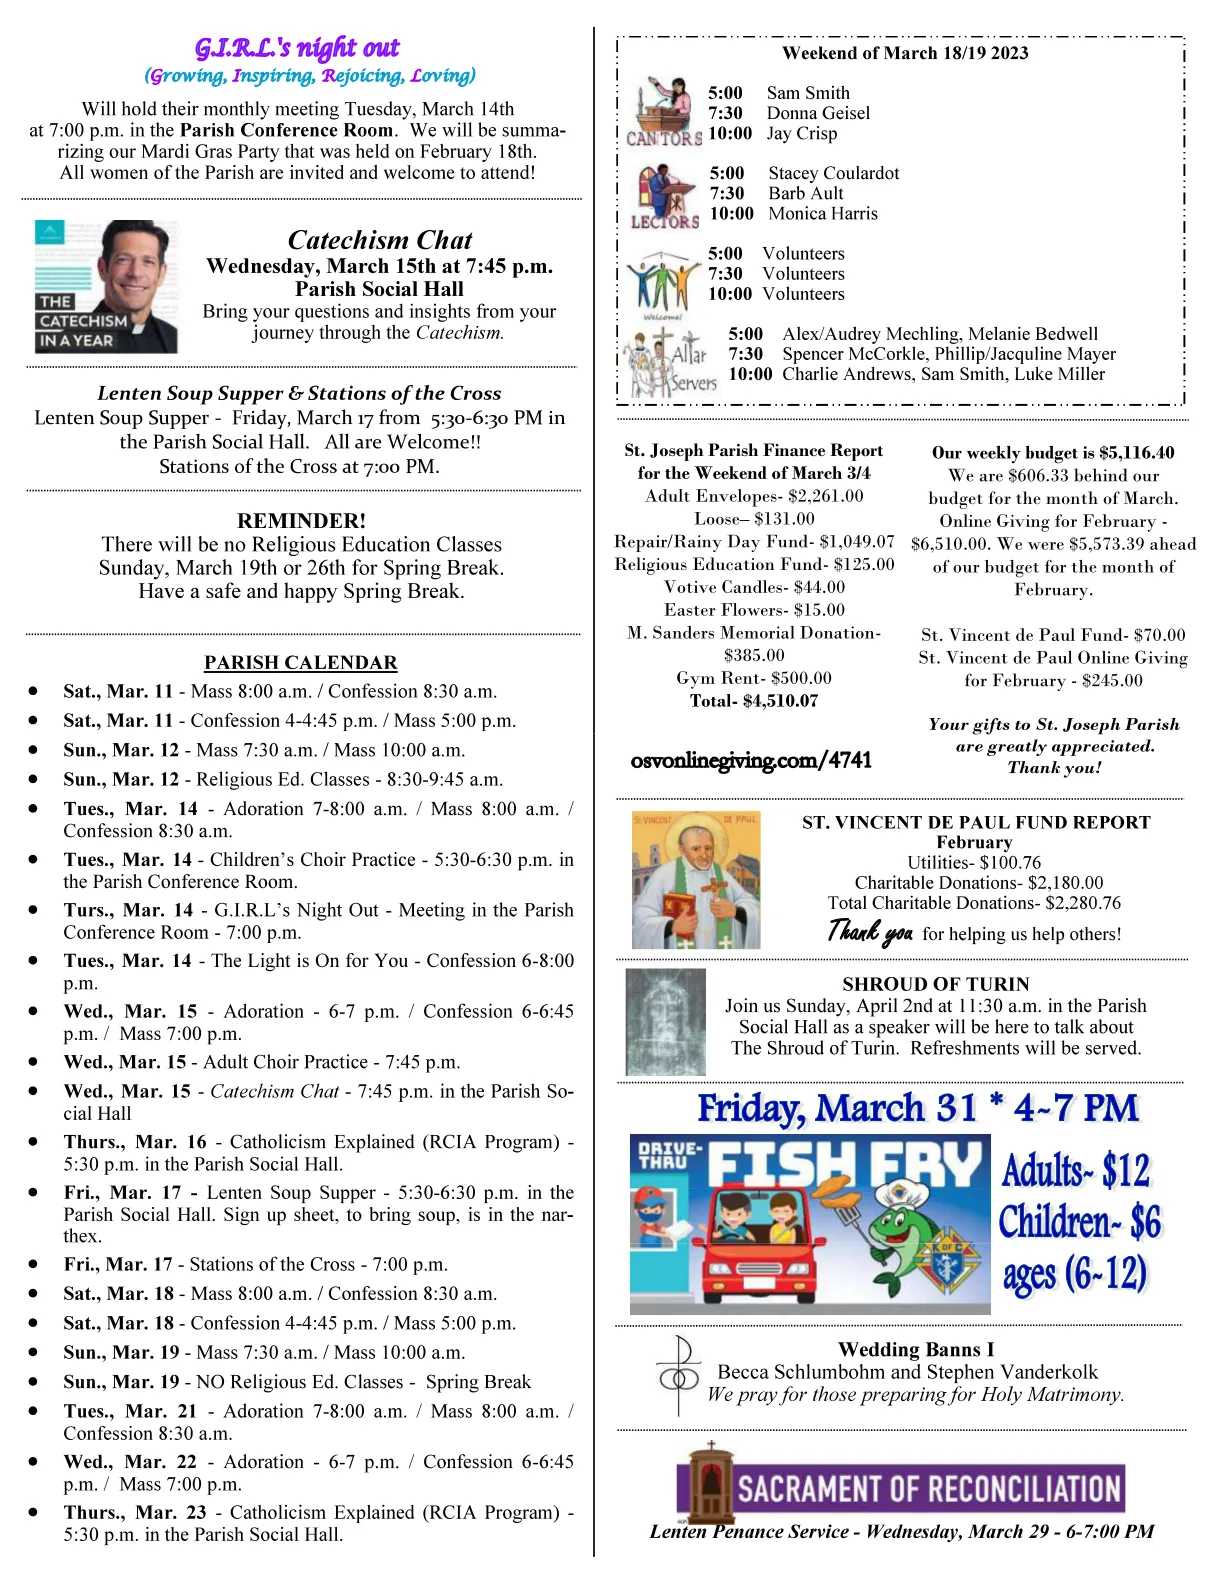 G.I.R.L.'s night out
(Growing, Inspiring, Rejoicing, Loving)
Will hold their monthly meeting Tuesday, March 14th
at 7:00 p.m. in the Parish Conference Room. We will be summa-
rizing our Mardi Gras Party that was held on February 18th.
All women of the Parish are invited and welcome to attend!
THE
CATECHISM
IN A YEAR
Catechism Chat
Wednesday, March 15th at 7:45 p.m.
Parish Social Hall
Bring your questions and insights from your
journey through the Catechism.
Lenten Soup Supper & Stations of the Cross
Lenten Soup Supper - Friday, March 17 from 5:30-6:30 PM in
the Parish Social Hall. All are Welcome!!
Stations of the Cross at 7:00 PM.
REMINDER!
There will be no Religious Education Classes
Sunday, March 19th or 26th for Spring Break.
Have a safe and happy Spring Break.
PARISH CALENDAR
• Sat., Mar. 11 - Mass 8:00 a.m. / Confession 8:30 a.m.
• Sat., Mar. 11 - Confession 4-4:45 p.m. / Mass 5:00 p.m.
• Sun., Mar. 12 - Mass 7:30 a.m. / Mass 10:00 a.m.
• Sun., Mar. 12 - Religious Ed. Classes - 8:30-9:45 a.m.
• Tues., Mar. 14 - Adoration 7-8:00 a.m. / Mass 8:00 a.m. /
Confession 8:30 a.m.
• Tues., Mar. 14 - Children's Choir Practice - 5:30-6:30 p.m. in
the Parish Conference Room.
• Turs., Mar. 14 - G.I.R.L's Night Out - Meeting in the Parish
Conference Room - 7:00 p.m.
• Tues., Mar. 14 - The Light is On for You - Confession 6-8:00
p.m.
• Wed., Mar. 15 - Adoration - 6-7 p.m. / Confession 6-6:45
p.m. / Mass 7:00 p.m.
• Wed., Mar. 15 - Adult Choir Practice - 7:45 p.m.
• Wed., Mar. 15 - Catechism Chat - 7:45 p.m. in the Parish So-
cial Hall
• Thurs., Mar. 16 - Catholicism Explained (RCIA Program) -
5:30 p.m. in the Parish Social Hall.
• Fri., Mar. 17 - Lenten Soup Supper - 5:30-6:30 p.m. in the
Parish Social Hall. Sign up sheet, to bring soup, is in the nar-
thex.
• Fri., Mar. 17 - Stations of the Cross - 7:00 p.m.
• Sat., Mar. 18 - Mass 8:00 a.m. / Confession 8:30 a.m.
• Sat., Mar. 18 - Confession 4-4:45 p.m. / Mass 5:00 p.m.
• Sun., Mar. 19 - Mass 7:30 a.m. / Mass 10:00 a.m.
• Sun., Mar. 19 - NO Religious Ed. Classes - Spring Break
• Tues., Mar. 21 - Adoration 7-8:00 a.m. / Mass 8:00 a.m. /
Confession 8:30 a.m.
• Wed., Mar. 22 - Adoration - 6-7 p.m. / Confession 6-6:45
p.m. / Mass 7:00 p.m.
• Thurs., Mar. 23 - Catholicism Explained (RCIA Program) -
5:30 p.m. in the Parish Social Hall.
Weekend of March 18/19 2023
CANTORS
5:00 Sam Smith
7:30 Donna Geisel
10:00 Jay Crisp
LECTORS
5:00 Stacey Coulardot
7:30 Barb Ault
10:00 Monica Harris
Welcome!
5:00 Volunteers
7:30 Volunteers
10:00 Volunteers
Altar
Servers
5:00 Alex/Audrey Mechling, Melanie Bedwell
7:30 Spencer McCorkle, Phillip/Jacquline Mayer
10:00 Charlie Andrews, Sam Smith, Luke Miller
St. Joseph Parish Finance Report
for the Weekend of March 3/4
Adult Envelopes- $2,261.00
Loose– $131.00
Repair/Rainy Day Fund- $1,049.07
Religious Education Fund- $125.00
Votive Candles- $44.00
Easter Flowers- $15.00
M. Sanders Memorial Donation-
$385.00
Gym Rent- $500.00
Total- $4,510.07
osvonlinegiving.com/4741
Our weekly budget is $5,116.40
We are $606.33 behind our
budget for the month of March.
Online Giving for February -
$6,510.00. We were $5,573.39 ahead
of our budget for the month of
February.
St. Vincent de Paul Fund- $70.00
St. Vincent de Paul Online Giving
for February - $245.00
Your gifts to St. Joseph Parish
are greatly appreciated.
Thank you!
ST. VINCENT DE PAUL
ST. VINCENT DE PAUL FUND REPORT
February
Utilities- $100.76
Charitable Donations- $2,180.00
Total Charitable Donations- $2,280.76
Thank you for helping us help others!
SHROUD OF TURIN
Join us Sunday, April 2nd at 11:30 a.m. in the Parish
Social Hall as a speaker will be here to talk about
The Shroud of Turin. Refreshments will be served.
Friday, March 31 * 4~7 PM
DRIVE-
THRU
FISH FRY
K of C
Adults~ $12
Children~ $6
ages (6~12)
Wedding Banns I
Becca Schlumbohm and Stephen Vanderkolk
We pray for those preparing for Holy Matrimony.
SACRAMENT OF RECONCILIATION
Lenten Penance Service - Wednesday, March 29 - 6-7:00 PM